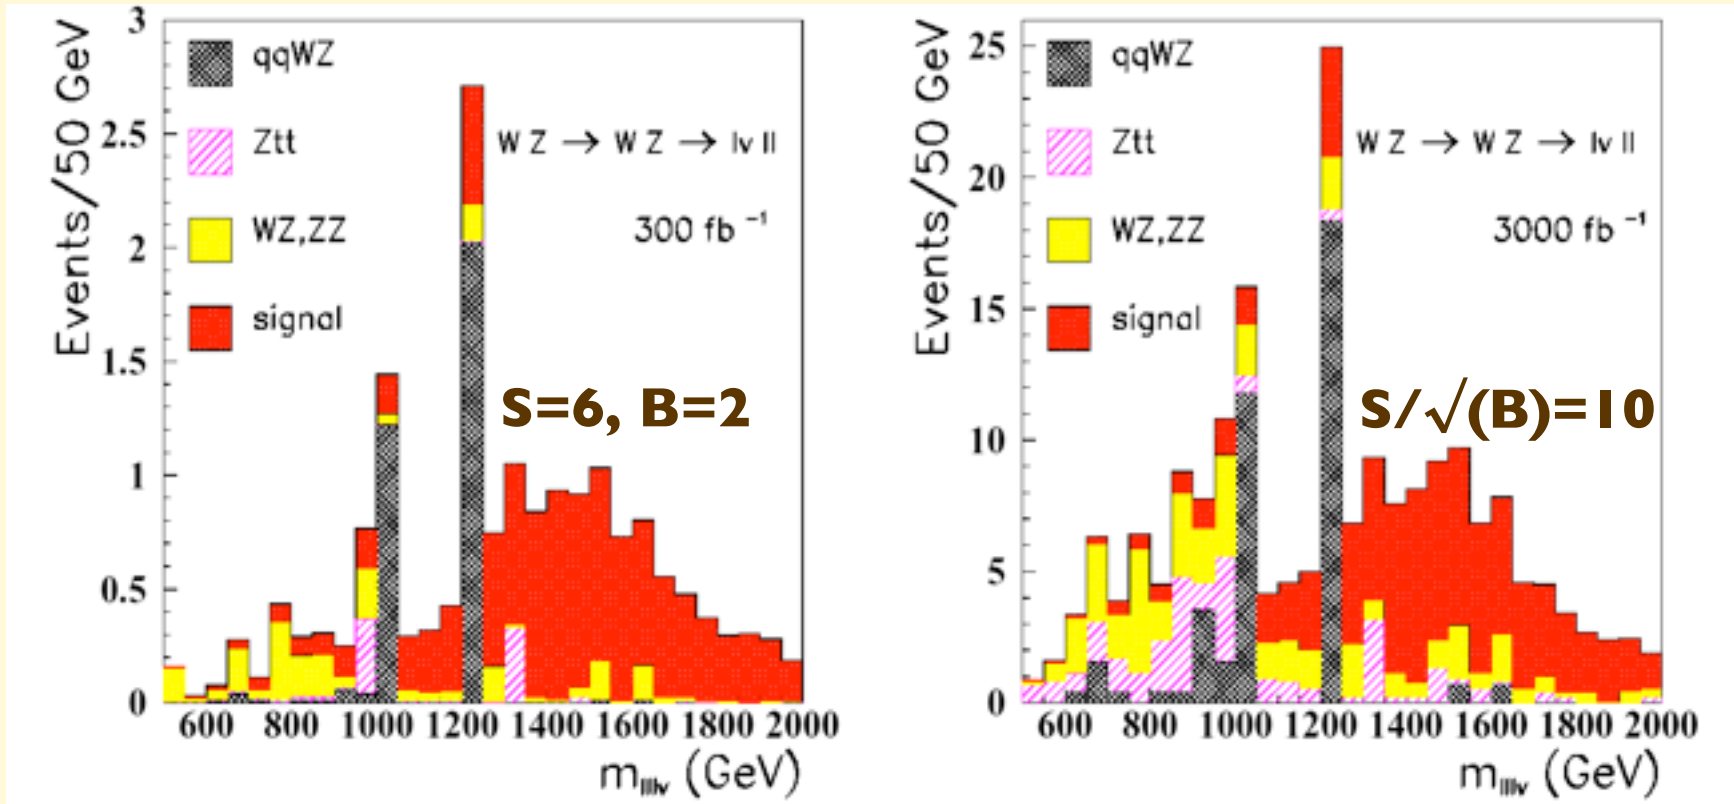 Events/50 GeV
3
2.5
2
1.5
1
0.5
0
qqWZ
Ztt
WZ,ZZ
signal
W Z → W Z → lν ll
300 fb⁻¹
S=6, B=2
600 800 1000 1200 1400 1600 1800 2000
m_lllν (GeV)
Events/50 GeV
25
20
15
10
5
0
qqWZ
Ztt
WZ,ZZ
signal
W Z → W Z → lν ll
3000 fb⁻¹
S/√(B)=10
600 800 1000 1200 1400 1600 1800 2000
m_lllν (GeV)